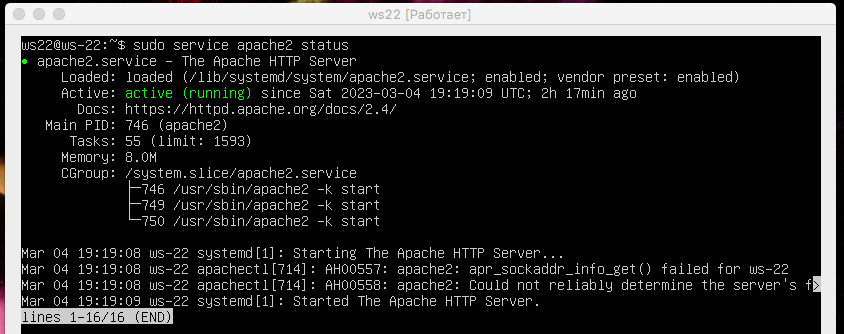 ws22 [Работает]
ws22@ws-22:~$ sudo service apache2 status
● apache2.service - The Apache HTTP Server
     Loaded: loaded (/lib/systemd/system/apache2.service; enabled; vendor preset: enabled)
     Active: active (running) since Sat 2023-03-04 19:19:09 UTC; 2h 17min ago
       Docs: https://httpd.apache.org/docs/2.4/
   Main PID: 746 (apache2)
      Tasks: 55 (limit: 1593)
     Memory: 8.0M
     CGroup: /system.slice/apache2.service
             ├─746 /usr/sbin/apache2 -k start
             ├─749 /usr/sbin/apache2 -k start
             └─750 /usr/sbin/apache2 -k start
Mar 04 19:19:08 ws-22 systemd[1]: Starting The Apache HTTP Server...
Mar 04 19:19:08 ws-22 apachectl[714]: AH00557: apache2: apr_sockaddr_info_get() failed for ws-22
Mar 04 19:19:08 ws-22 apachectl[714]: AH00558: apache2: Could not reliably determine the server's f>
Mar 04 19:19:09 ws-22 systemd[1]: Started The Apache HTTP Server.
lines 1-16/16 (END)